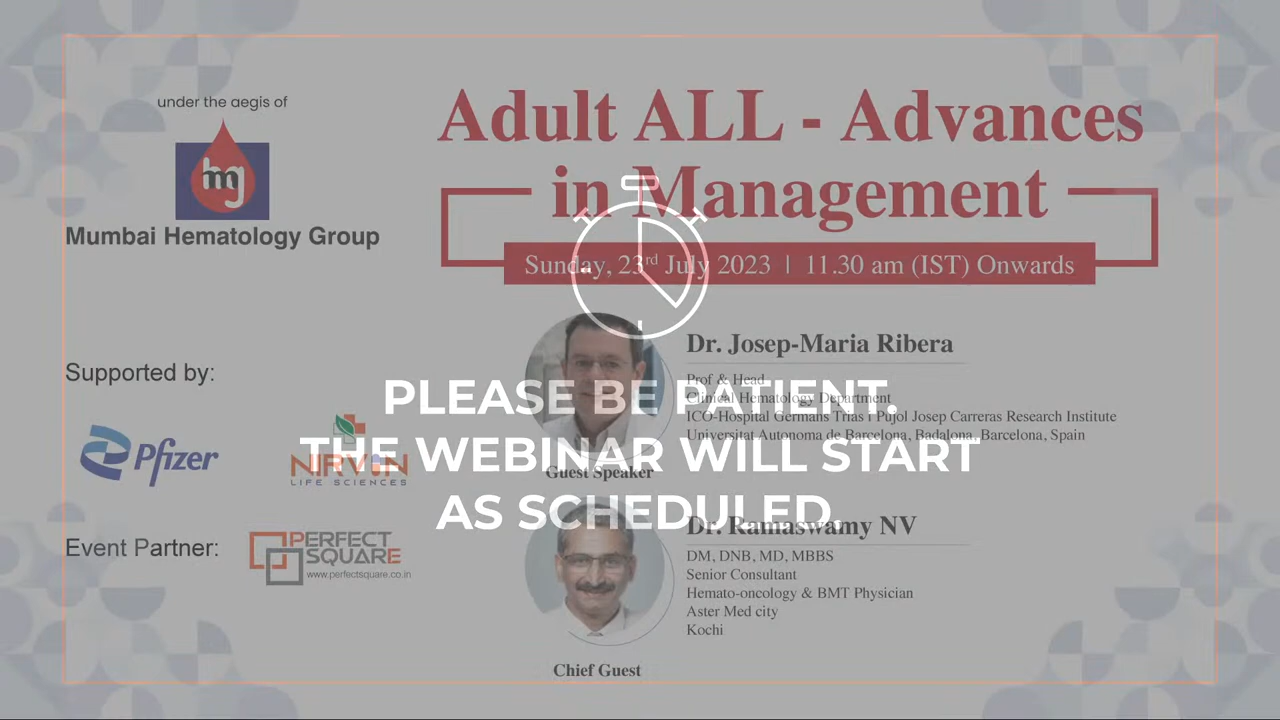 under the aegis of
hg
Mumbai Hematology Group
Adult ALL - Advances
in Management
Sunday, 23rd July 2023 | 11.30 am (IST) Onwards
Supported by:
Pfizer
NIRVIN
LIFE SCIENCES
Event Partner:
PERFECT
SQUARE
www.perfectsquare.co.in
Dr. Josep-Maria Ribera
Prof & Head
Clinical Hematology Department
ICO-Hospital Germans Trias i Pujol Josep Carreras Research Institute
Universitat Autonoma de Barcelona, Badalona, Barcelona, Spain
Guest Speaker
PLEASE BE PATIENT.
THE WEBINAR WILL START
AS SCHEDULED.
Dr. Ramaswamy NV
DM, DNB, MD, MBBS
Senior Consultant
Hemato-oncology & BMT Physician
Aster Med city
Kochi
Chief Guest